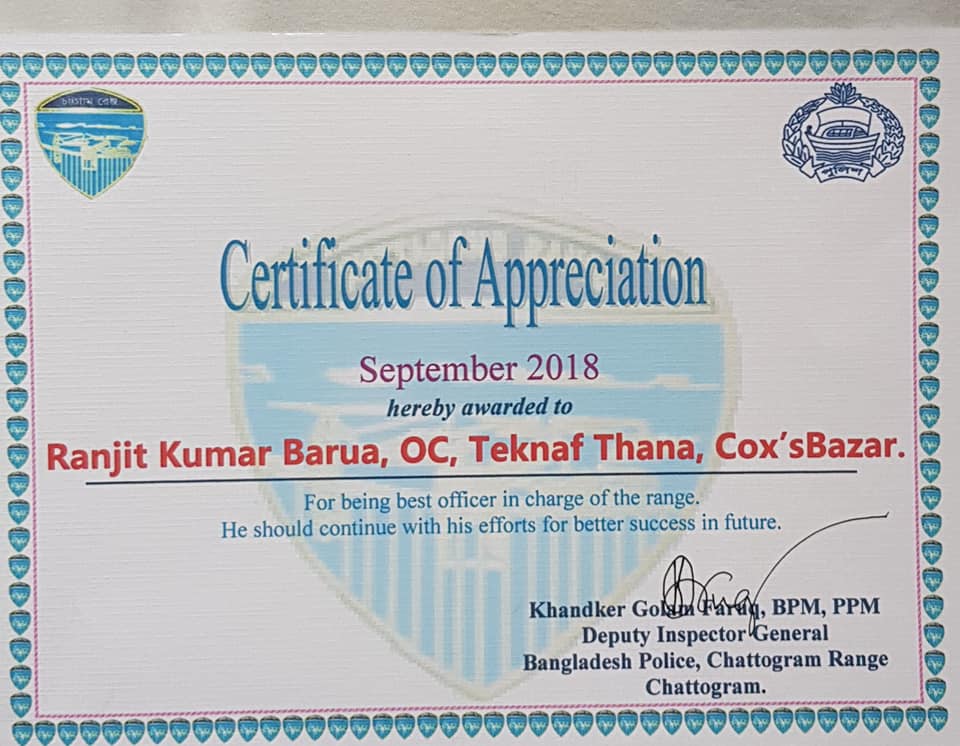 চট্টগ্রাম রেঞ্জ
পুলিশ
Certificate of Appreciation
September 2018
hereby awarded to
Ranjit Kumar Barua, OC, Teknaf Thana, Cox'sBazar.
For being best officer in charge of the range.
He should continue with his efforts for better success in future.
Khandker Golam Faruq, BPM, PPM
Deputy Inspector General
Bangladesh Police, Chattogram Range
Chattogram.